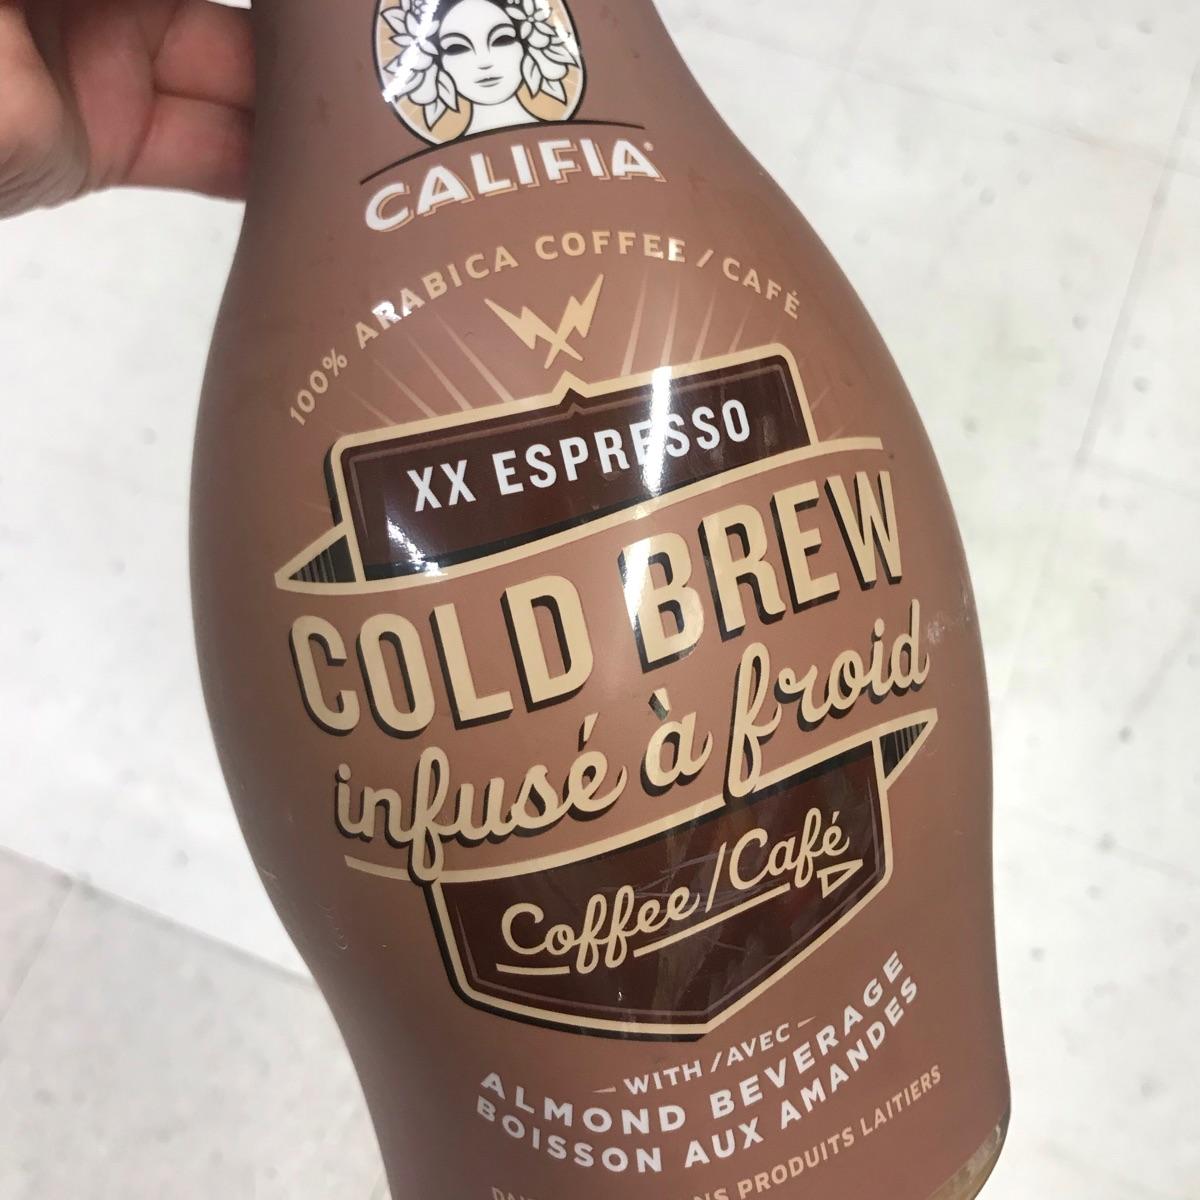 CALIFIA
100% ARABICA COFFEE / CAFÉ
XX ESPRESSO
COLD BREW
infusé à froid
Coffee/Café
WITH / AVEC
ALMOND BEVERAGE
BOISSON AUX AMANDES
PRODUITS LAITIERS